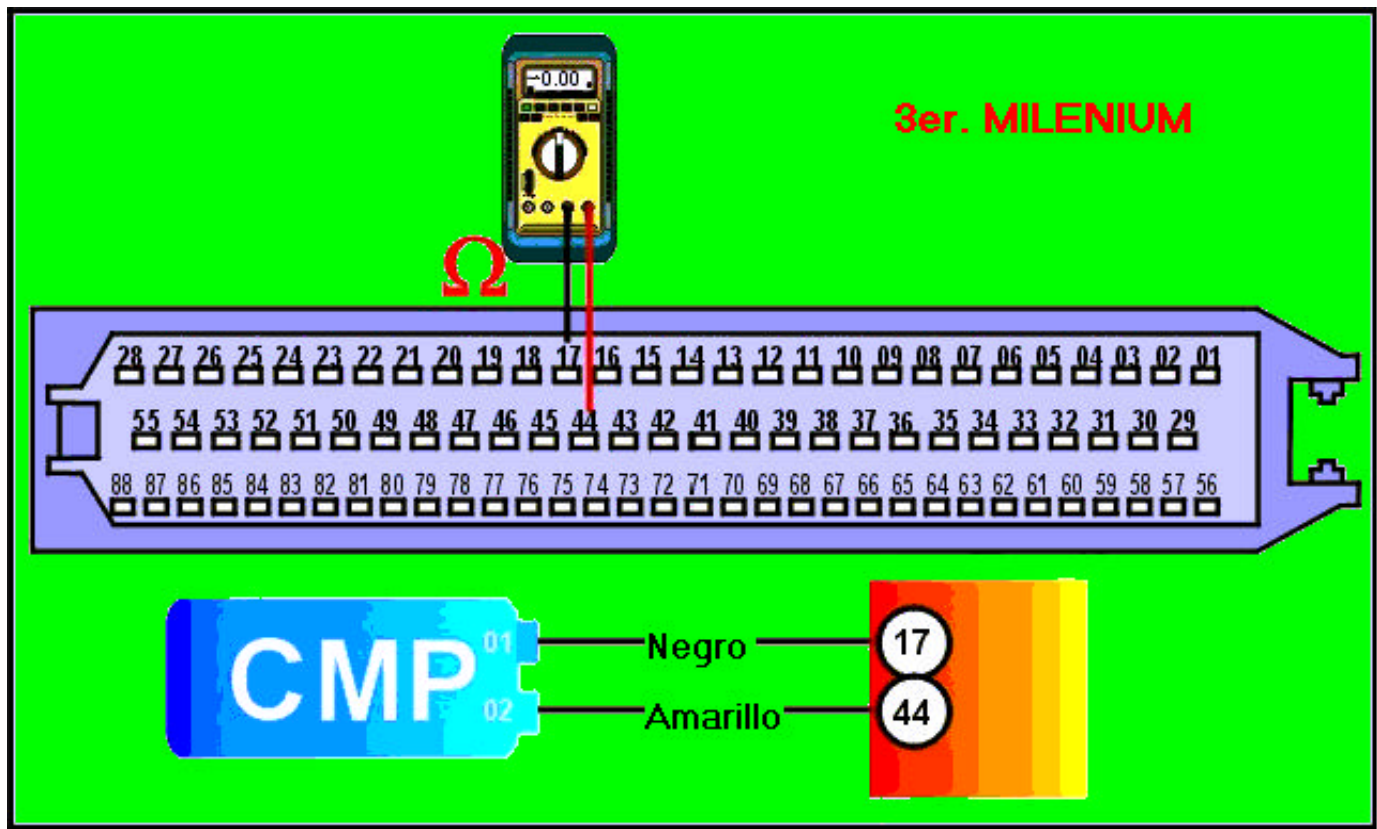 -0.00
3er. MILENIUM
Ω
28 27 26 25 24 23 22 21 20 19 18 17 16 15 14 13 12 11 10 09 08 07 06 05 04 03 02 01
55 54 53 52 51 50 49 48 47 46 45 44 43 42 41 40 39 38 37 36 35 34 33 32 31 30 29
88 87 86 85 84 83 82 81 80 79 78 77 76 75 74 73 72 71 70 69 68 67 66 65 64 63 62 61 60 59 58 57 56
CMP 01 Negro 17
02 Amarillo 44